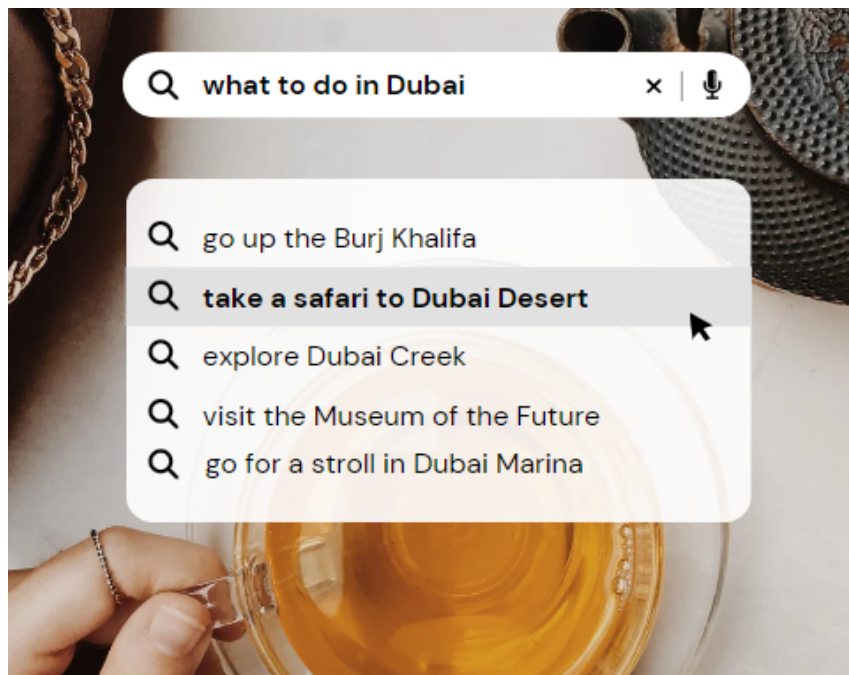 what to do in Dubai
go up the Burj Khalifa
take a safari to Dubai Desert
explore Dubai Creek
visit the Museum of the Future
go for a stroll in Dubai Marina